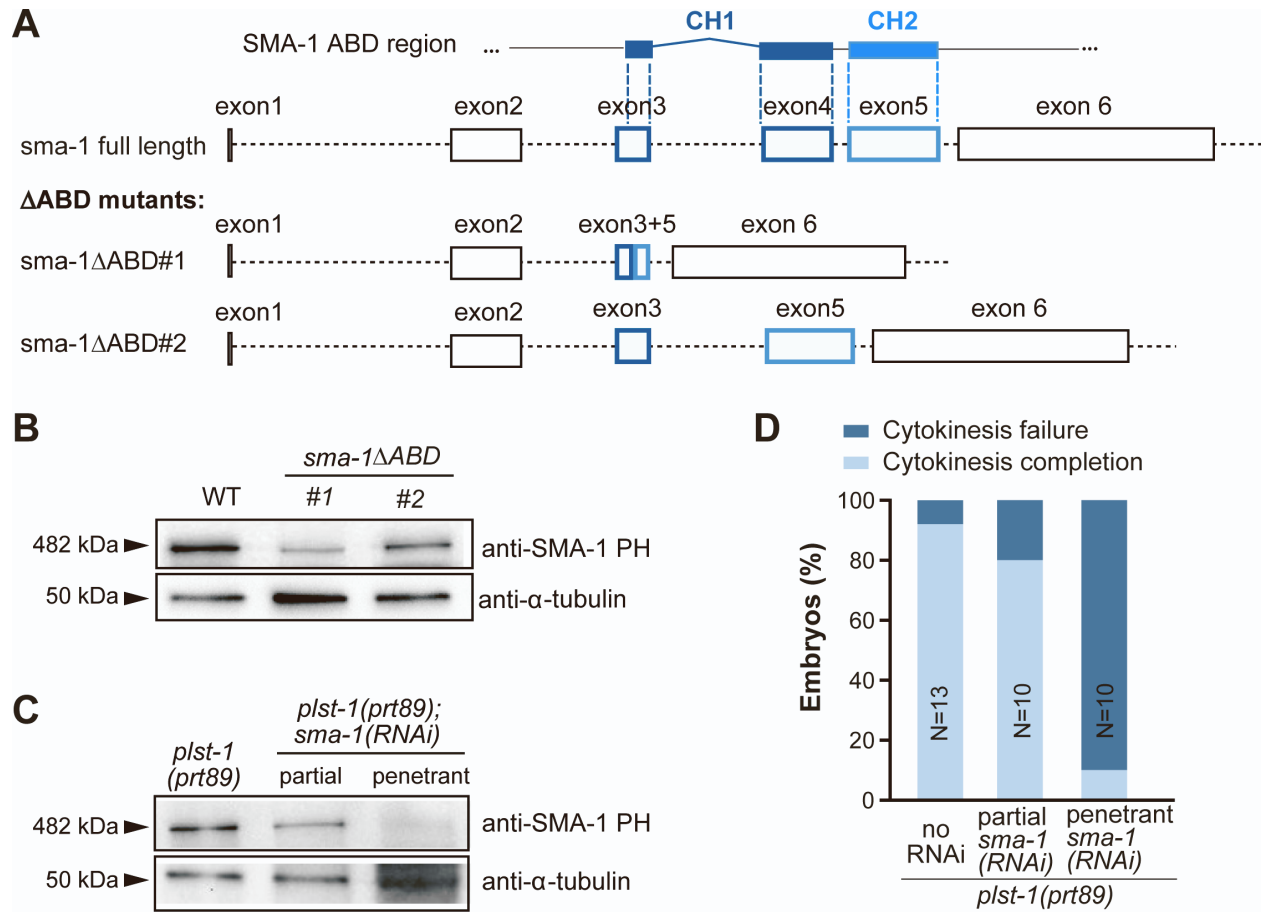 A
CH1
CH2
SMA-1 ABD region
...
...
exon1
exon2
exon3
exon4
exon5
exon 6
sma-1 full length
ΔABD mutants:
exon1
exon2
exon3+5
exon 6
sma-1ΔABD#1
exon1
exon2
exon3
exon5
exon 6
sma-1ΔABD#2
B
sma-1ΔABD
WT
#1
#2
482 kDa
anti-SMA-1 PH
50 kDa
anti-α-tubulin
C
plst-1
(prt89)
plst-1(prt89);
sma-1(RNAi)
partial
penetrant
482 kDa
anti-SMA-1 PH
50 kDa
anti-α-tubulin
D
Cytokinesis failure
Cytokinesis completion
Embryos (%)
100
80
60
40
20
0
N=13
N=10
N=10
no
RNAi
partial
sma-1
(RNAi)
penetrant
sma-1
(RNAi)
plst-1(prt89)